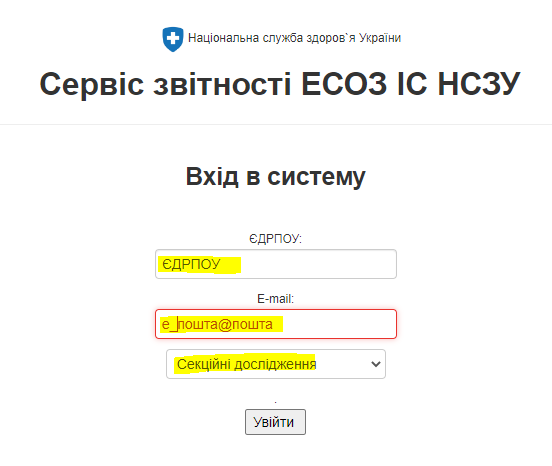 Національна служба здоров`я України
Сервіс звітності ЕСОЗ ІС НСЗУ
Вхід в систему
ЄДРПОУ:
ЄДРПОУ
E-mail:
е_пошта@пошта
Секційні дослідження
.
Увійти